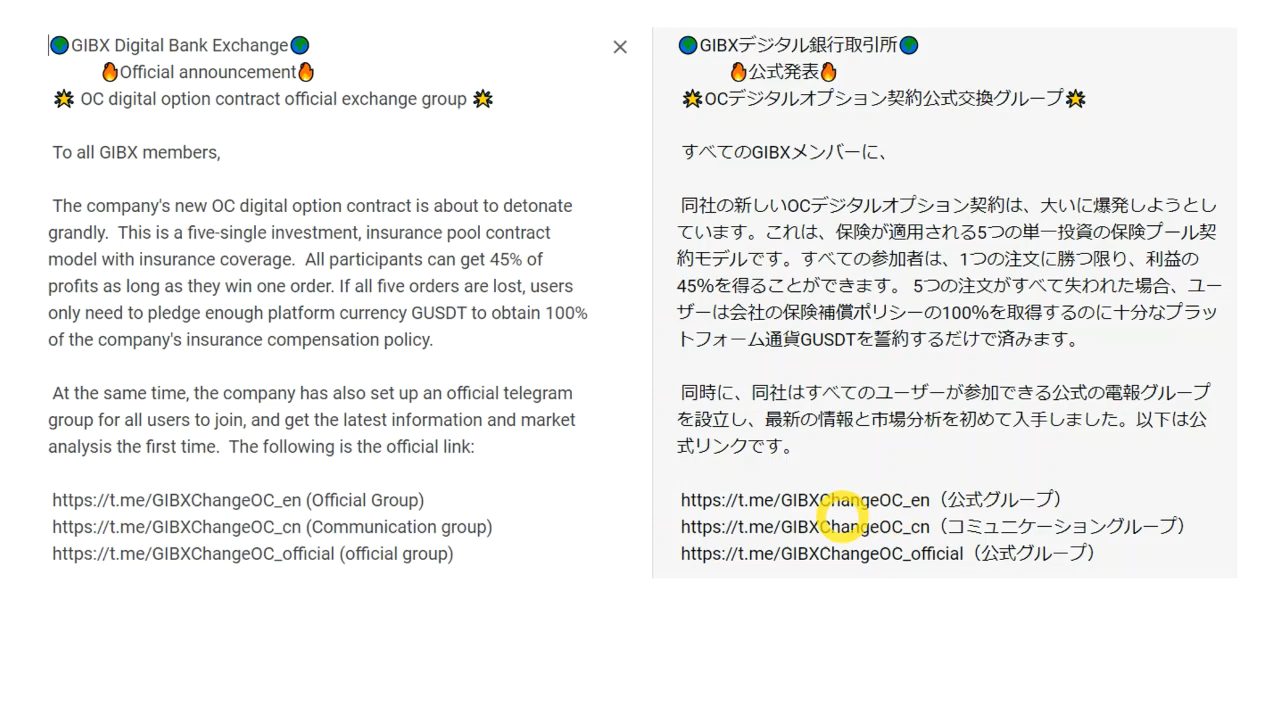 🌍GIBX Digital Bank Exchange🌍
🔥Official announcement🔥
🌟 OC digital option contract official exchange group 🌟
To all GIBX members,
The company's new OC digital option contract is about to detonate
grandly.  This is a five-single investment, insurance pool contract
model with insurance coverage.  All participants can get 45% of
profits as long as they win one order. If all five orders are lost, users
only need to pledge enough platform currency GUSDT to obtain 100%
of the company's insurance compensation policy.
At the same time, the company has also set up an official telegram
group for all users to join, and get the latest information and market
analysis the first time.  The following is the official link:
https://t.me/GIBXChangeOC_en (Official Group)
https://t.me/GIBXChangeOC_cn (Communication group)
https://t.me/GIBXChangeOC_official (official group)
🌍GIBXデジタル銀行取引所🌍
🔥公式発表🔥
🌟OCデジタルオプション契約公式交換グループ🌟
すべてのGIBXメンバーに、
同社の新しいOCデジタルオプション契約は、大いに爆発しようとし
ています。これは、保険が適用される5つの単一投資の保険プール契
約モデルです。すべての参加者は、1つの注文に勝つ限り、利益の
45%を得ることができます。 5つの注文がすべて失われた場合、ユー
ザーは会社の保険補償ポリシーの100%を取得するのに十分なプラッ
トフォーム通貨GUSDTを誓約するだけで済みます。
同時に、同社はすべてのユーザーが参加できる公式の電報グループ
を設立し、最新の情報と市場分析を初めて入手しました。以下は公
式リンクです。
https://t.me/GIBXChangeOC_en（公式グループ）
https://t.me/GIBXChangeOC_cn（コミュニケーショングループ）
https://t.me/GIBXChangeOC_official（公式グループ）